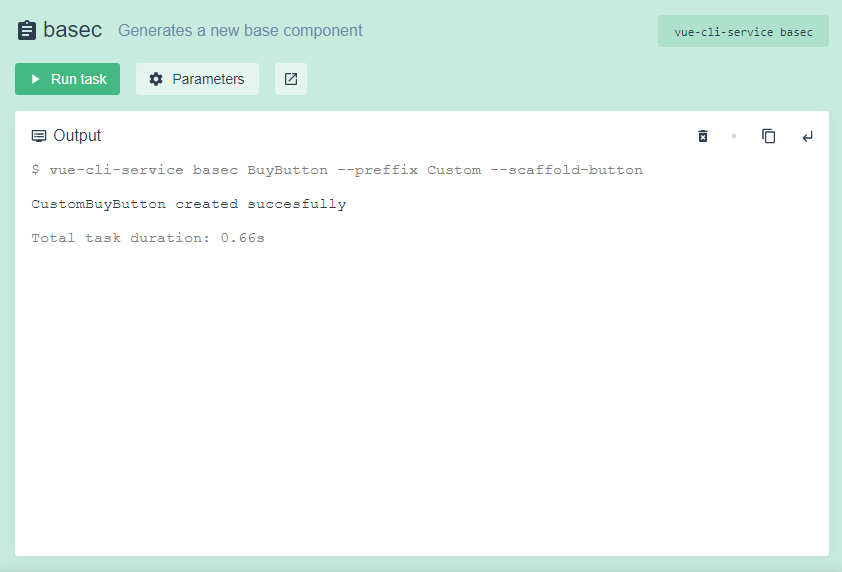 basec Generates a new base component vue-cli-service basec
Run task Parameters
Output
$ vue-cli-service basec BuyButton --preffix Custom --scaffold-button
CustomBuyButton created succesfully
Total task duration: 0.66s